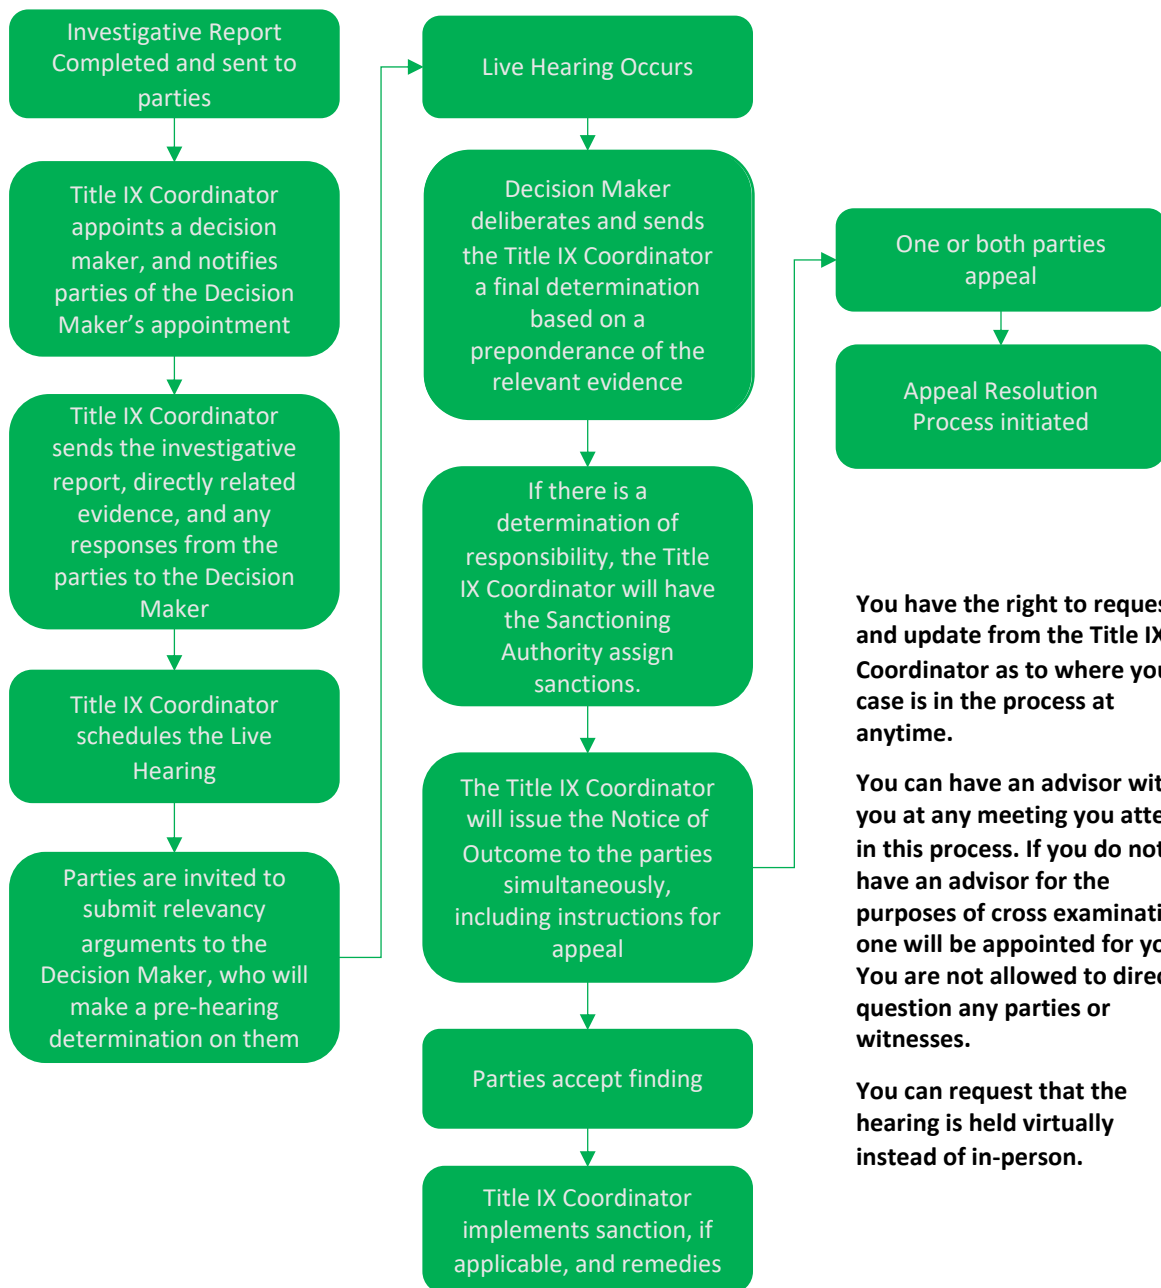 Investigative Report
Completed and sent to
parties
Title IX Coordinator
appoints a decision
maker, and notifies
parties of the Decision
Maker’s appointment
Title IX Coordinator
sends the investigative
report, directly related
evidence, and any
responses from the
parties to the Decision
Maker
Title IX Coordinator
schedules the Live
Hearing
Parties are invited to
submit relevancy
arguments to the
Decision Maker, who will
make a pre-hearing
determination on them
Live Hearing Occurs
Decision Maker
deliberates and sends
the Title IX Coordinator
a final determination
based on a
preponderance of the
relevant evidence
If there is a
determination of
responsibility, the Title
IX Coordinator will have
the Sanctioning
Authority assign
sanctions.
The Title IX Coordinator
will issue the Notice of
Outcome to the parties
simultaneously,
including instructions for
appeal
Parties accept finding
Title IX Coordinator
implements sanction, if
applicable, and remedies
One or both parties
appeal
Appeal Resolution
Process initiated
You have the right to
and update from the Title IX
Coordinator as to where
case is in the process at
anytime.
You can have an advisor
you at any meeting you
in this process. If you do not
have an advisor for the
purposes of cross
one will be appointed for
You are not allowed to
question any parties or
witnesses.
You can request that the
hearing is held virtually
instead of in-person.